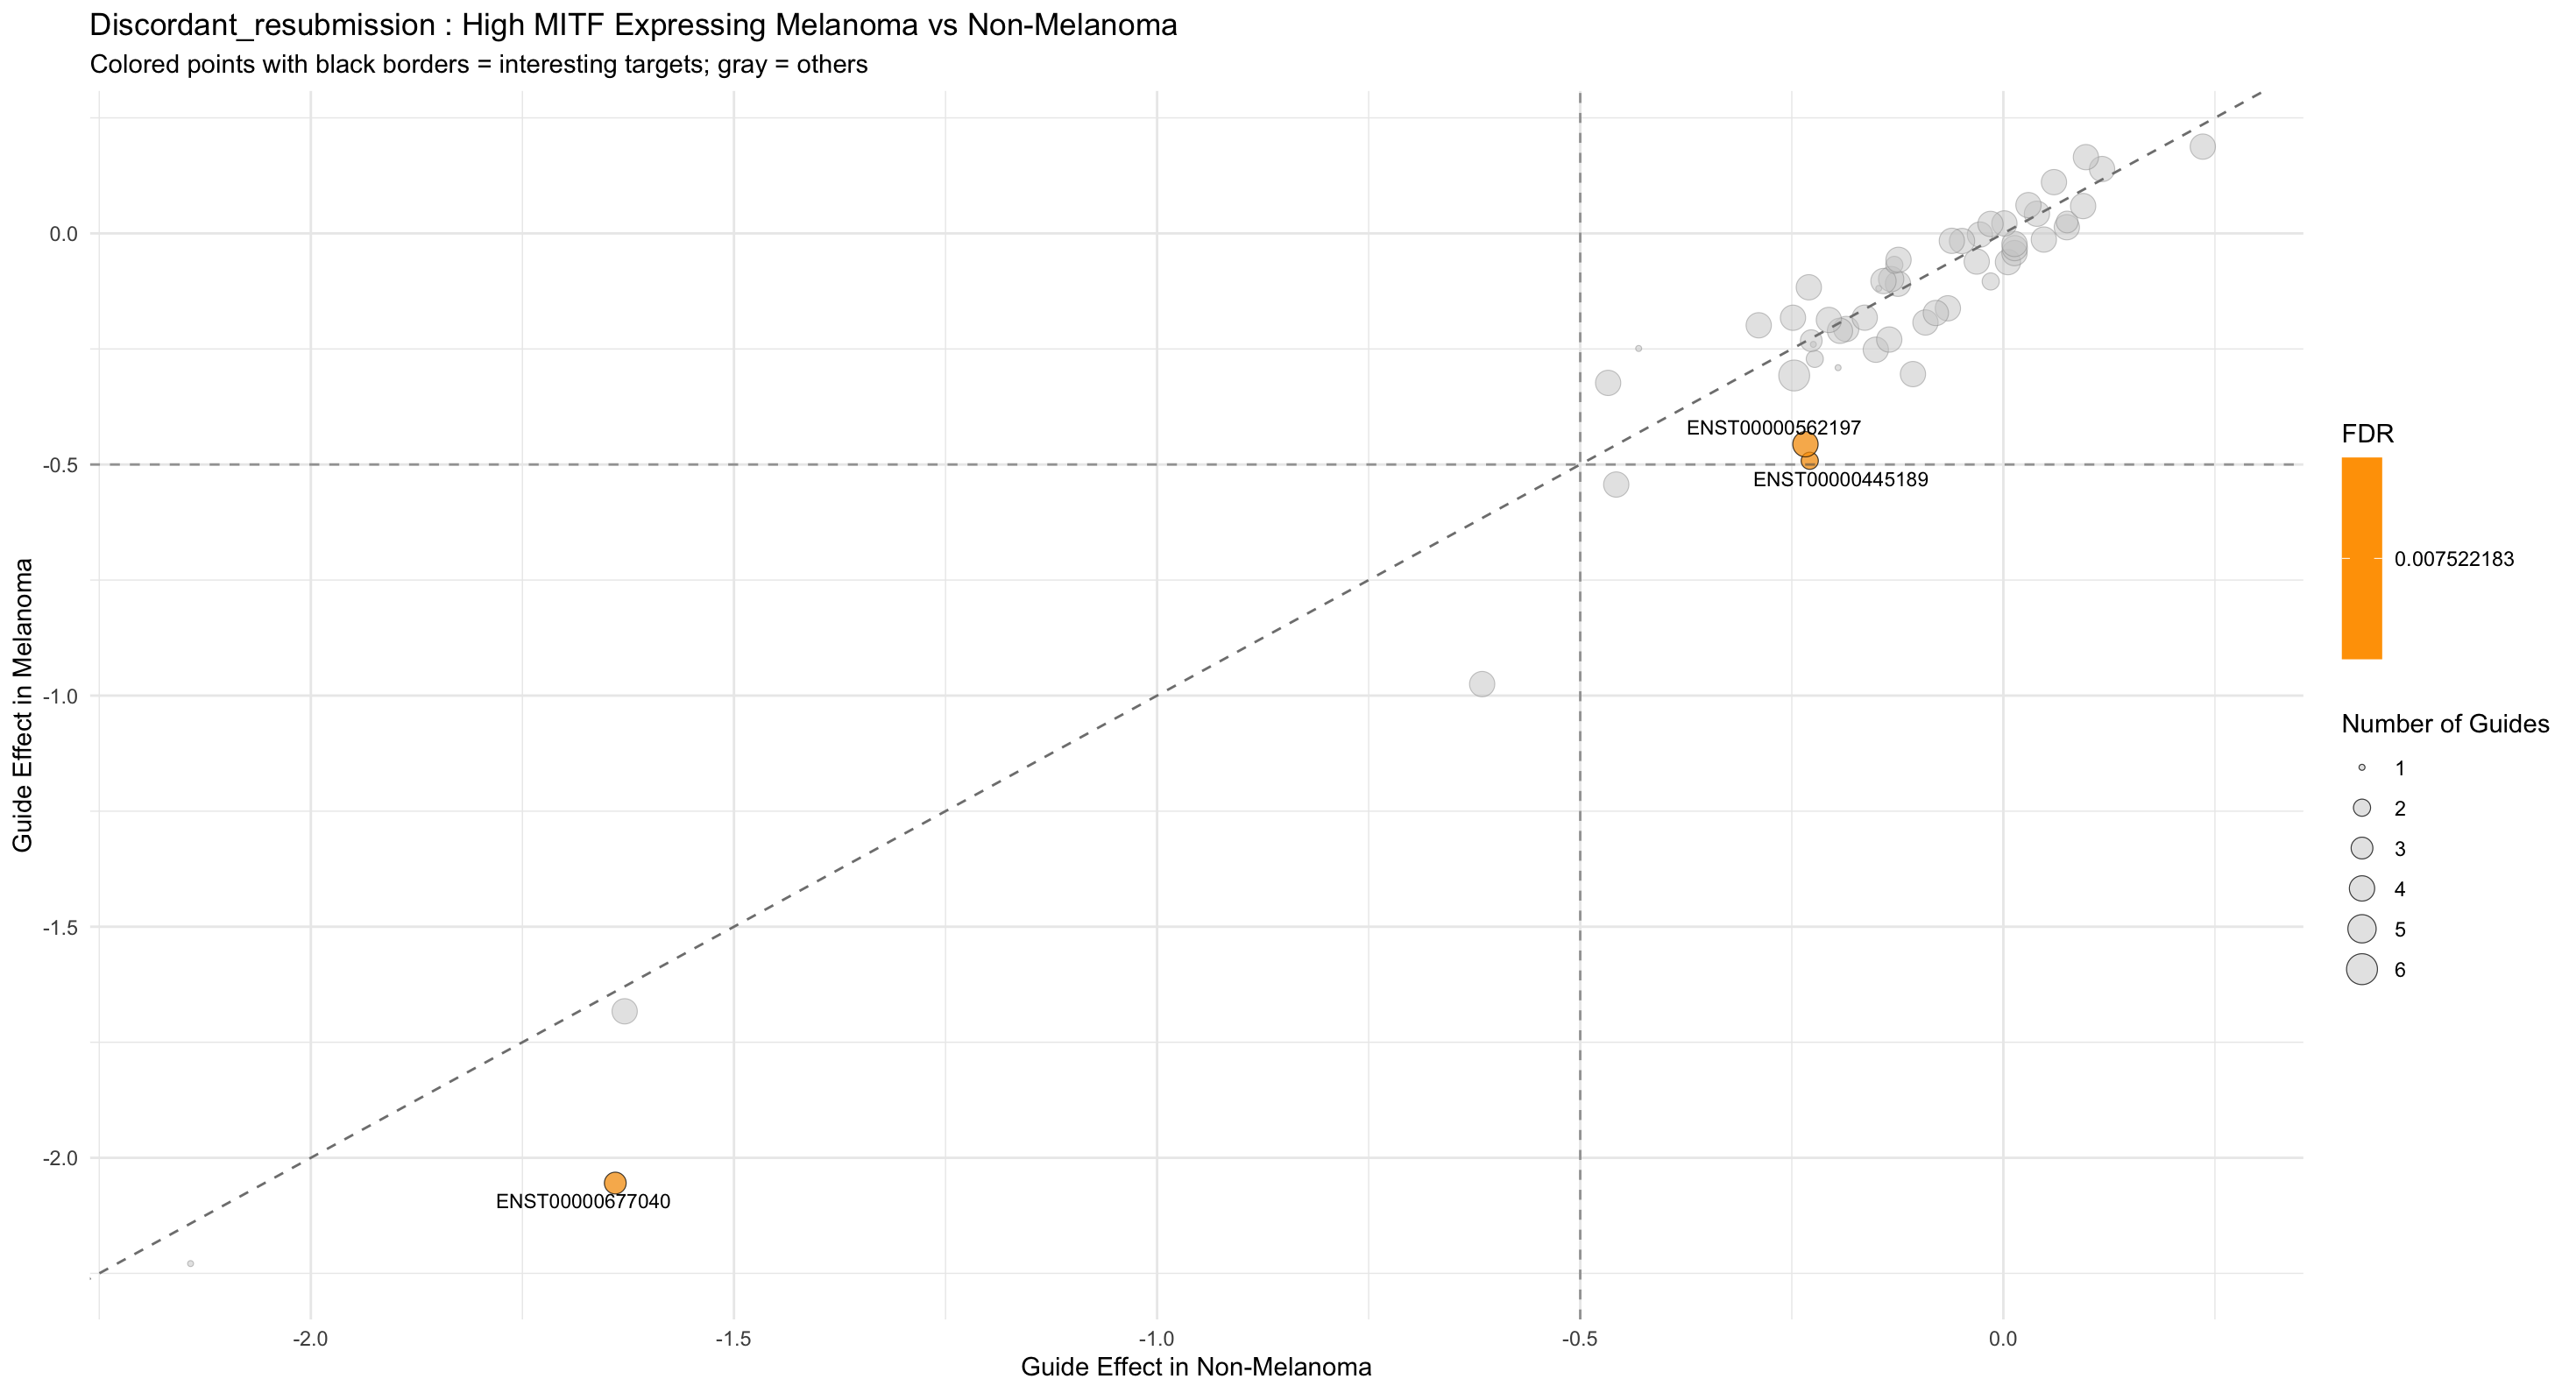 Discordant_resubmission : High MITF Expressing Melanoma vs Non-Melanoma
Colored points with black borders = interesting targets; gray = others
Guide Effect in Melanoma
0.0
-0.5
-1.0
-1.5
-2.0
ENST00000562197
ENST00000445189
ENST00000677040
-2.0
-1.5
-1.0
-0.5
0.0
Guide Effect in Non-Melanoma
FDR
0.007522183
Number of Guides
1
2
3
4
5
6